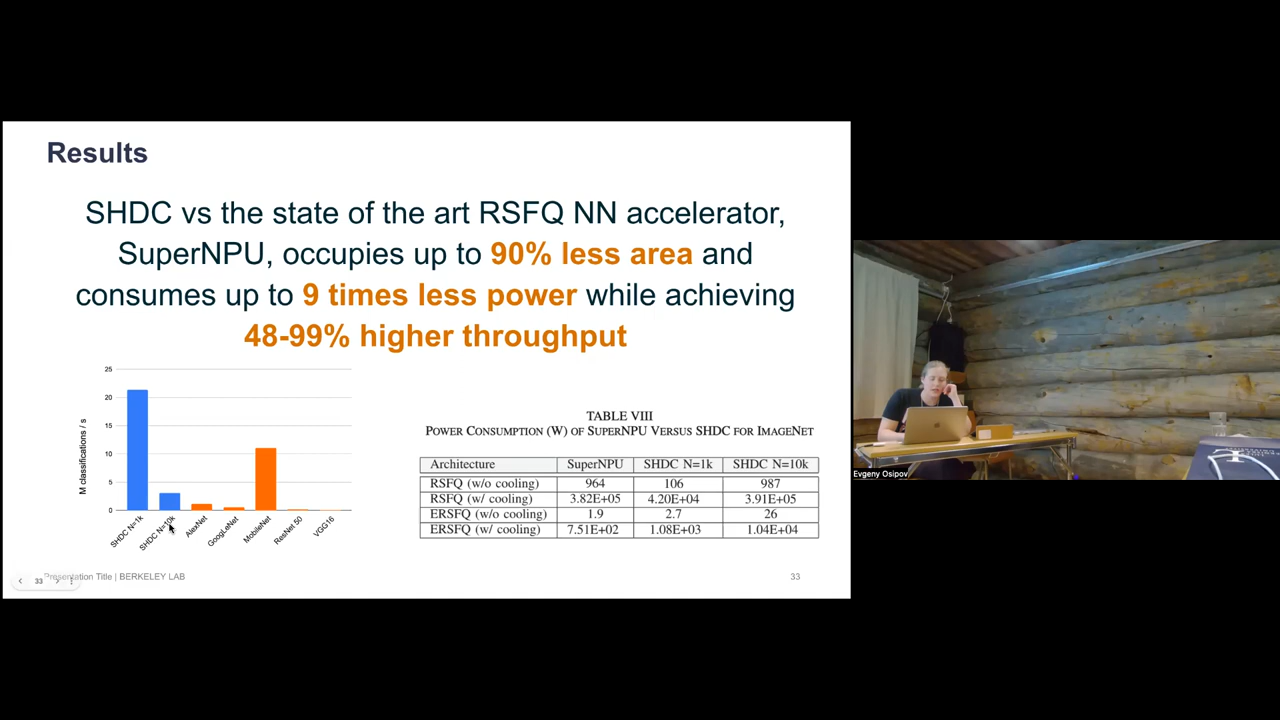 Results
SHDC vs the state of the art RSFQ NN accelerator,
SuperNPU, occupies up to 90% less area and
consumes up to 9 times less power while achieving
48-99% higher throughput
25
20
15
10
5
0
M classifications / s
SHDC N=1k
SHDC N=10k
AlexNet
GoogLeNet
MobileNet
ResNet 50
VGG16
TABLE VIII
POWER CONSUMPTION (W) OF SUPERNPU VERSUS SHDC FOR IMAGENET
Architecture SuperNPU SHDC N=1k SHDC N=10k
RSFQ (w/o cooling) 964 106 987
RSFQ (w/ cooling) 3.82E+05 4.20E+04 3.91E+05
ERSFQ (w/o cooling) 1.9 2.7 26
ERSFQ (w/ cooling) 7.51E+02 1.08E+03 1.04E+04
33
Presentation Title | BERKELEY LAB
33
Evgeny Osipov